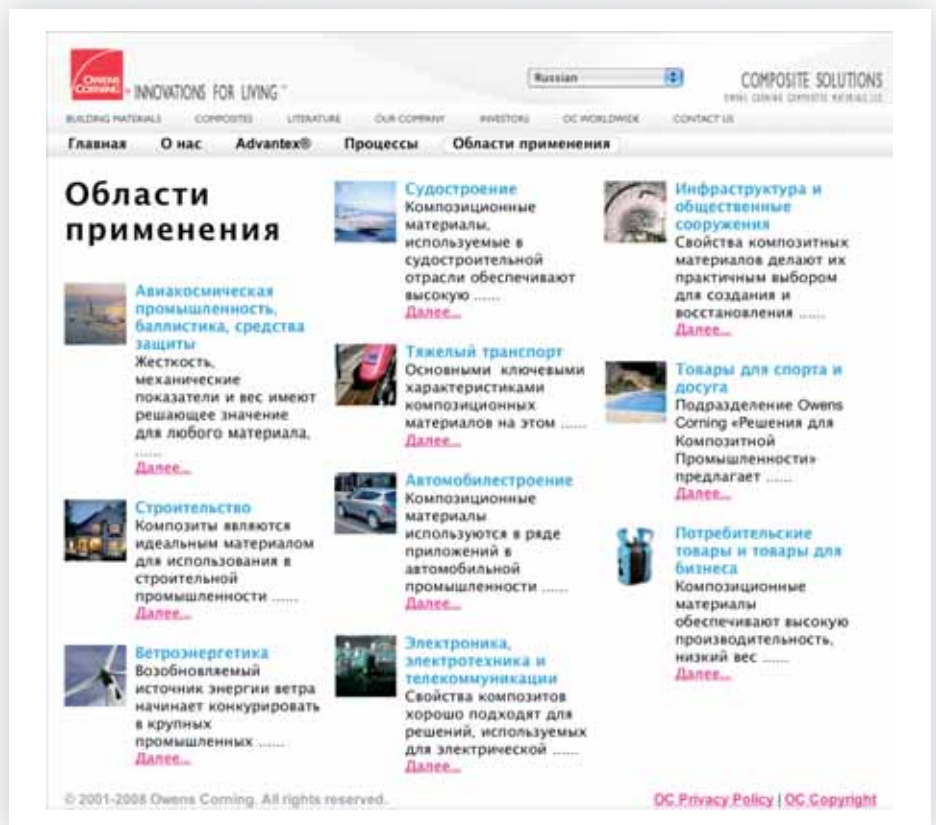 OWENS CORNING
INNOVATIONS FOR LIVING™
Russian
COMPOSITE SOLUTIONS
OWENS CORNING COMPOSITE MATERIALS, LLC
BUILDING MATERIALS COMPOSITES LITERATURE OUR COMPANY INVESTORS OC WORLDWIDE CONTACT US
Главная О нас Advantex® Процессы Области применения
Области
применения
Авиакосмическая
промышленность,
баллистика, средства
защиты
Жесткость,
механические
показатели и вес имеют
решающее значение
для любого материала,
......
Далее...
Строительство
Композиты являются
идеальным материалом
для использования в
строительной
промышленности ......
Далее...
Ветроэнергетика
Возобновляемый
источник энергии ветра
начинает конкурировать
в крупных
промышленных ......
Далее...
Судостроение
Композиционные
материалы,
используемые в
судостроительной
отрасли обеспечивают
высокую ......
Далее...
Тяжелый транспорт
Основными ключевыми
характеристиками
композиционных
материалов на этом ......
Далее...
Автомобилестроение
Композиционные
материалы
используются в ряде
приложений в
автомобильной
промышленности ......
Далее...
Электроника,
электротехника и
телекоммуникации
Свойства композитов
хорошо подходят для
решений, используемых
для электрической ......
Далее...
Инфраструктура и
общественные
сооружения
Свойства композитных
материалов делают их
практичным выбором
для создания и
восстановления ......
Далее...
Товары для спорта и
досуга
Подразделение Owens
Corning «Решения для
Композитной
Промышленности»
предлагает ......
Далее...
Потребительские
товары и товары для
бизнеса
Композиционные
материалы
обеспечивают высокую
производительность,
низкий вес ......
Далее...
© 2001-2008 Owens Corning. All rights reserved.
OC Privacy Policy | OC Copyright